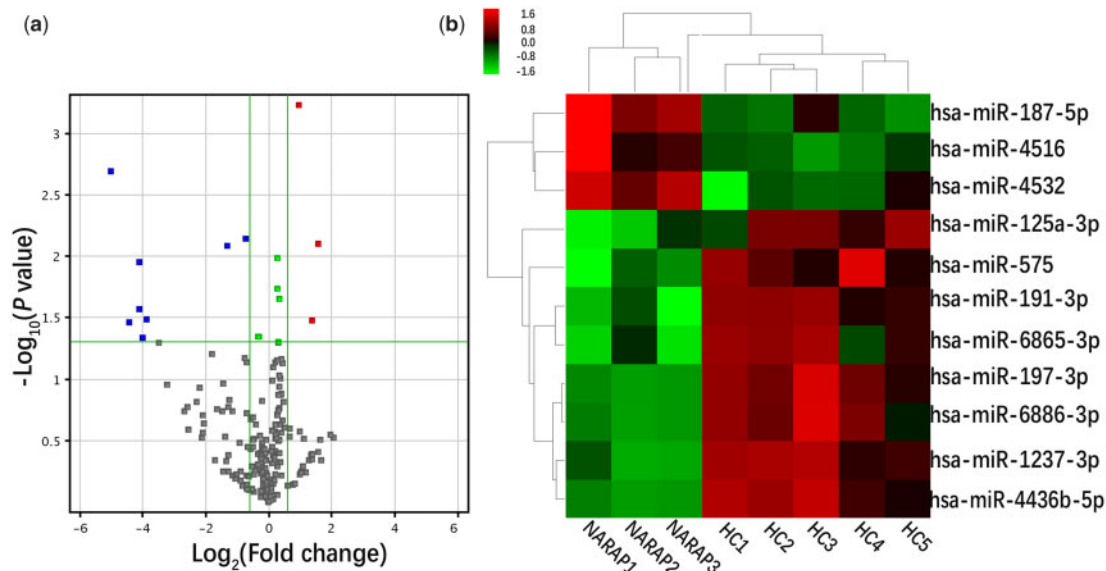 (a)
3
2.5
2
1.5
1
0.5
-Log10(P value)
-6 -4 -2 0 2 4 6
Log2(Fold change)
(b)
1.6
0.8
0.0
-0.8
-1.6
hsa-miR-187-5p
hsa-miR-4516
hsa-miR-4532
hsa-miR-125a-3p
hsa-miR-575
hsa-miR-191-3p
hsa-miR-6865-3p
hsa-miR-197-3p
hsa-miR-6886-3p
hsa-miR-1237-3p
hsa-miR-4436b-5p
NARAP1 NARAP2 NARAP3 HC1 HC2 HC3 HC4 HC5